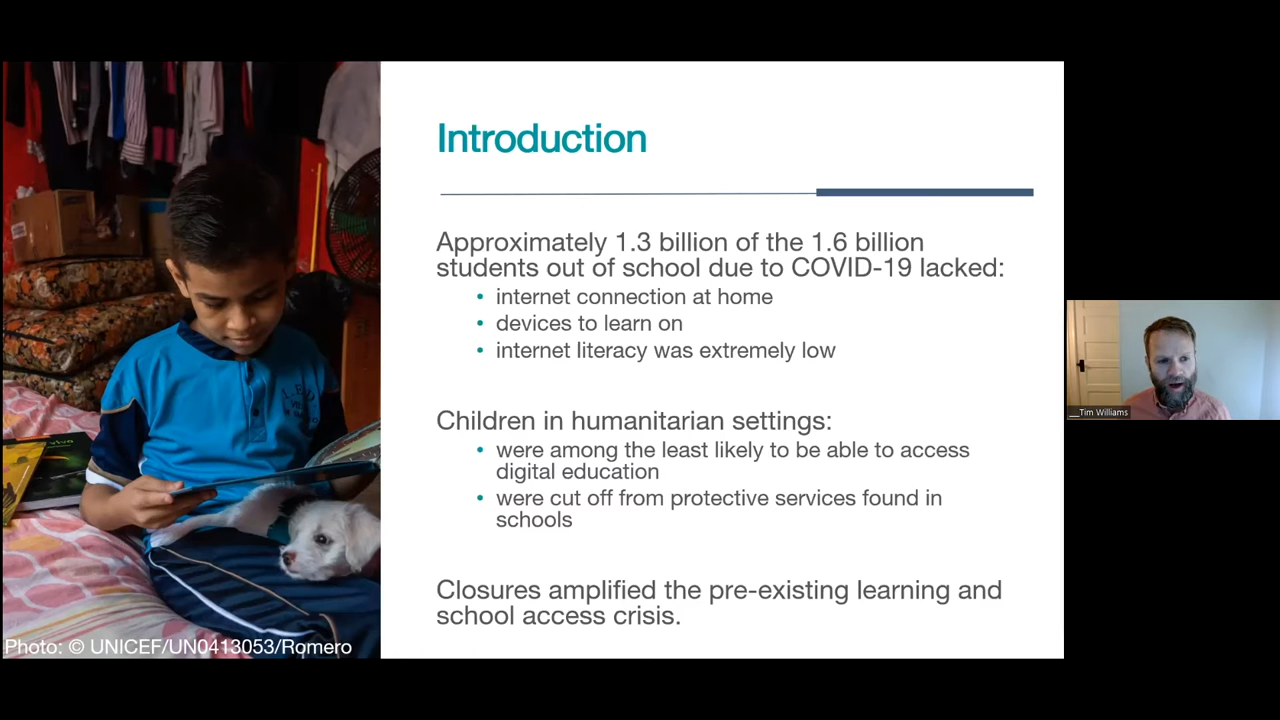 Introduction
Approximately 1.3 billion of the 1.6 billion
students out of school due to COVID-19 lacked:
• internet connection at home
• devices to learn on
• internet literacy was extremely low
Children in humanitarian settings:
• were among the least likely to be able to access
digital education
• were cut off from protective services found in
schools
Closures amplified the pre-existing learning and
school access crisis.
Photo: © UNICEF/UN0413053/Romero
__Tim Williams